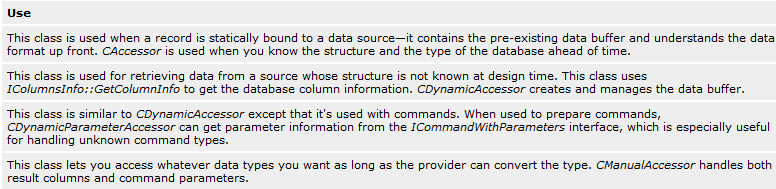 Use
This class is used when a record is statically bound to a data source—it contains the pre-existing data buffer and understands the data
format up front. CAccessor is used when you know the structure and the type of the database ahead of time.
This class is used for retrieving data from a source whose structure is not known at design time. This class uses
IColumnsInfo::GetColumnInfo to get the database column information. CDynamicAccessor creates and manages the data buffer.
This class is similar to CDynamicAccessor except that it's used with commands. When used to prepare commands,
CDynamicParameterAccessor can get parameter information from the ICommandWithParameters interface, which is especially useful
for handling unknown command types.
This class lets you access whatever data types you want as long as the provider can convert the type. CManualAccessor handles both
result columns and command parameters.